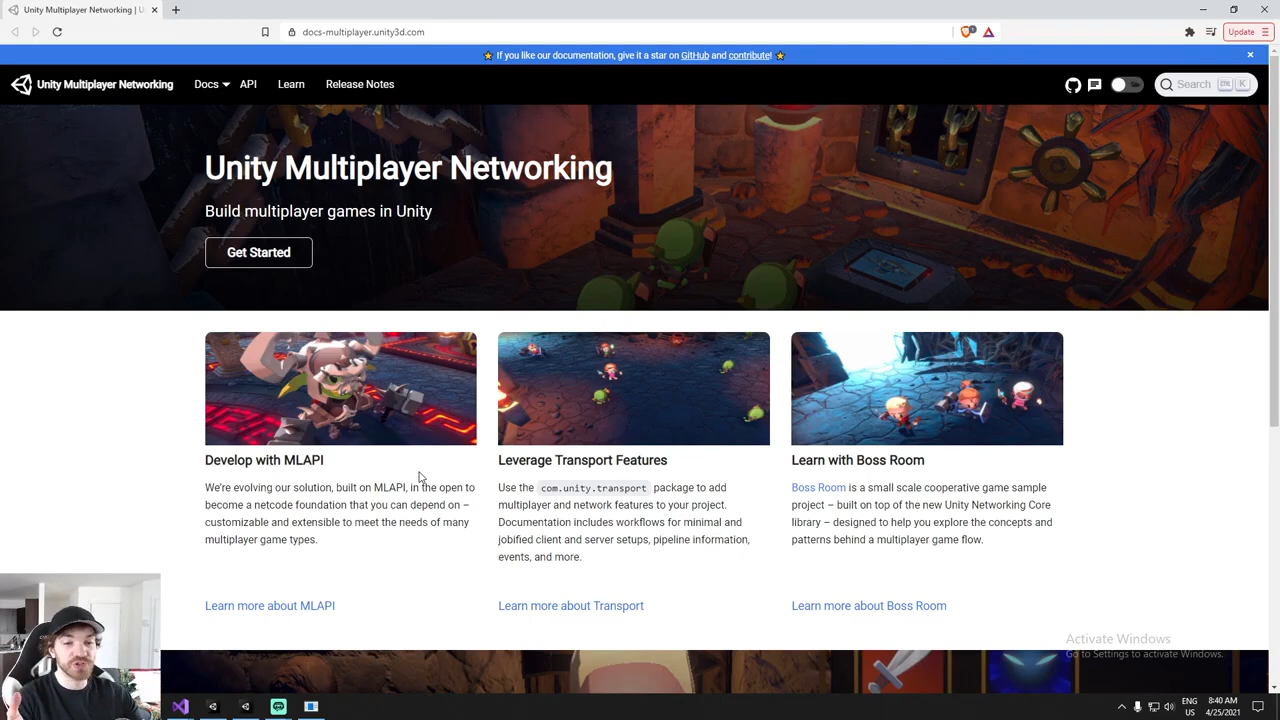 Unity Multiplayer Networking | U
docs-multiplayer.unity3d.com
Update
If you like our documentation, give it a star on GitHub and contribute!
Unity Multiplayer Networking
Docs
API
Learn
Release Notes
Search
K
Unity Multiplayer Networking
Build multiplayer games in Unity
Get Started
Develop with MLAPI
We're evolving our solution, built on MLAPI, in the open to
become a netcode foundation that you can depend on –
customizable and extensible to meet the needs of many
multiplayer game types.
Learn more about MLAPI
Leverage Transport Features
Use the com.unity.transport package to add
multiplayer and network features to your project.
Documentation includes workflows for minimal and
jobified client and server setups, pipeline information,
events, and more.
Learn more about Transport
Learn with Boss Room
Boss Room is a small scale cooperative game sample
project – built on top of the new Unity Networking Core
library – designed to help you explore the concepts and
patterns behind a multiplayer game flow.
Learn more about Boss Room
Activate Windows
Go to Settings to activate Windows.
ENG
US
8:40 AM
4/25/2021